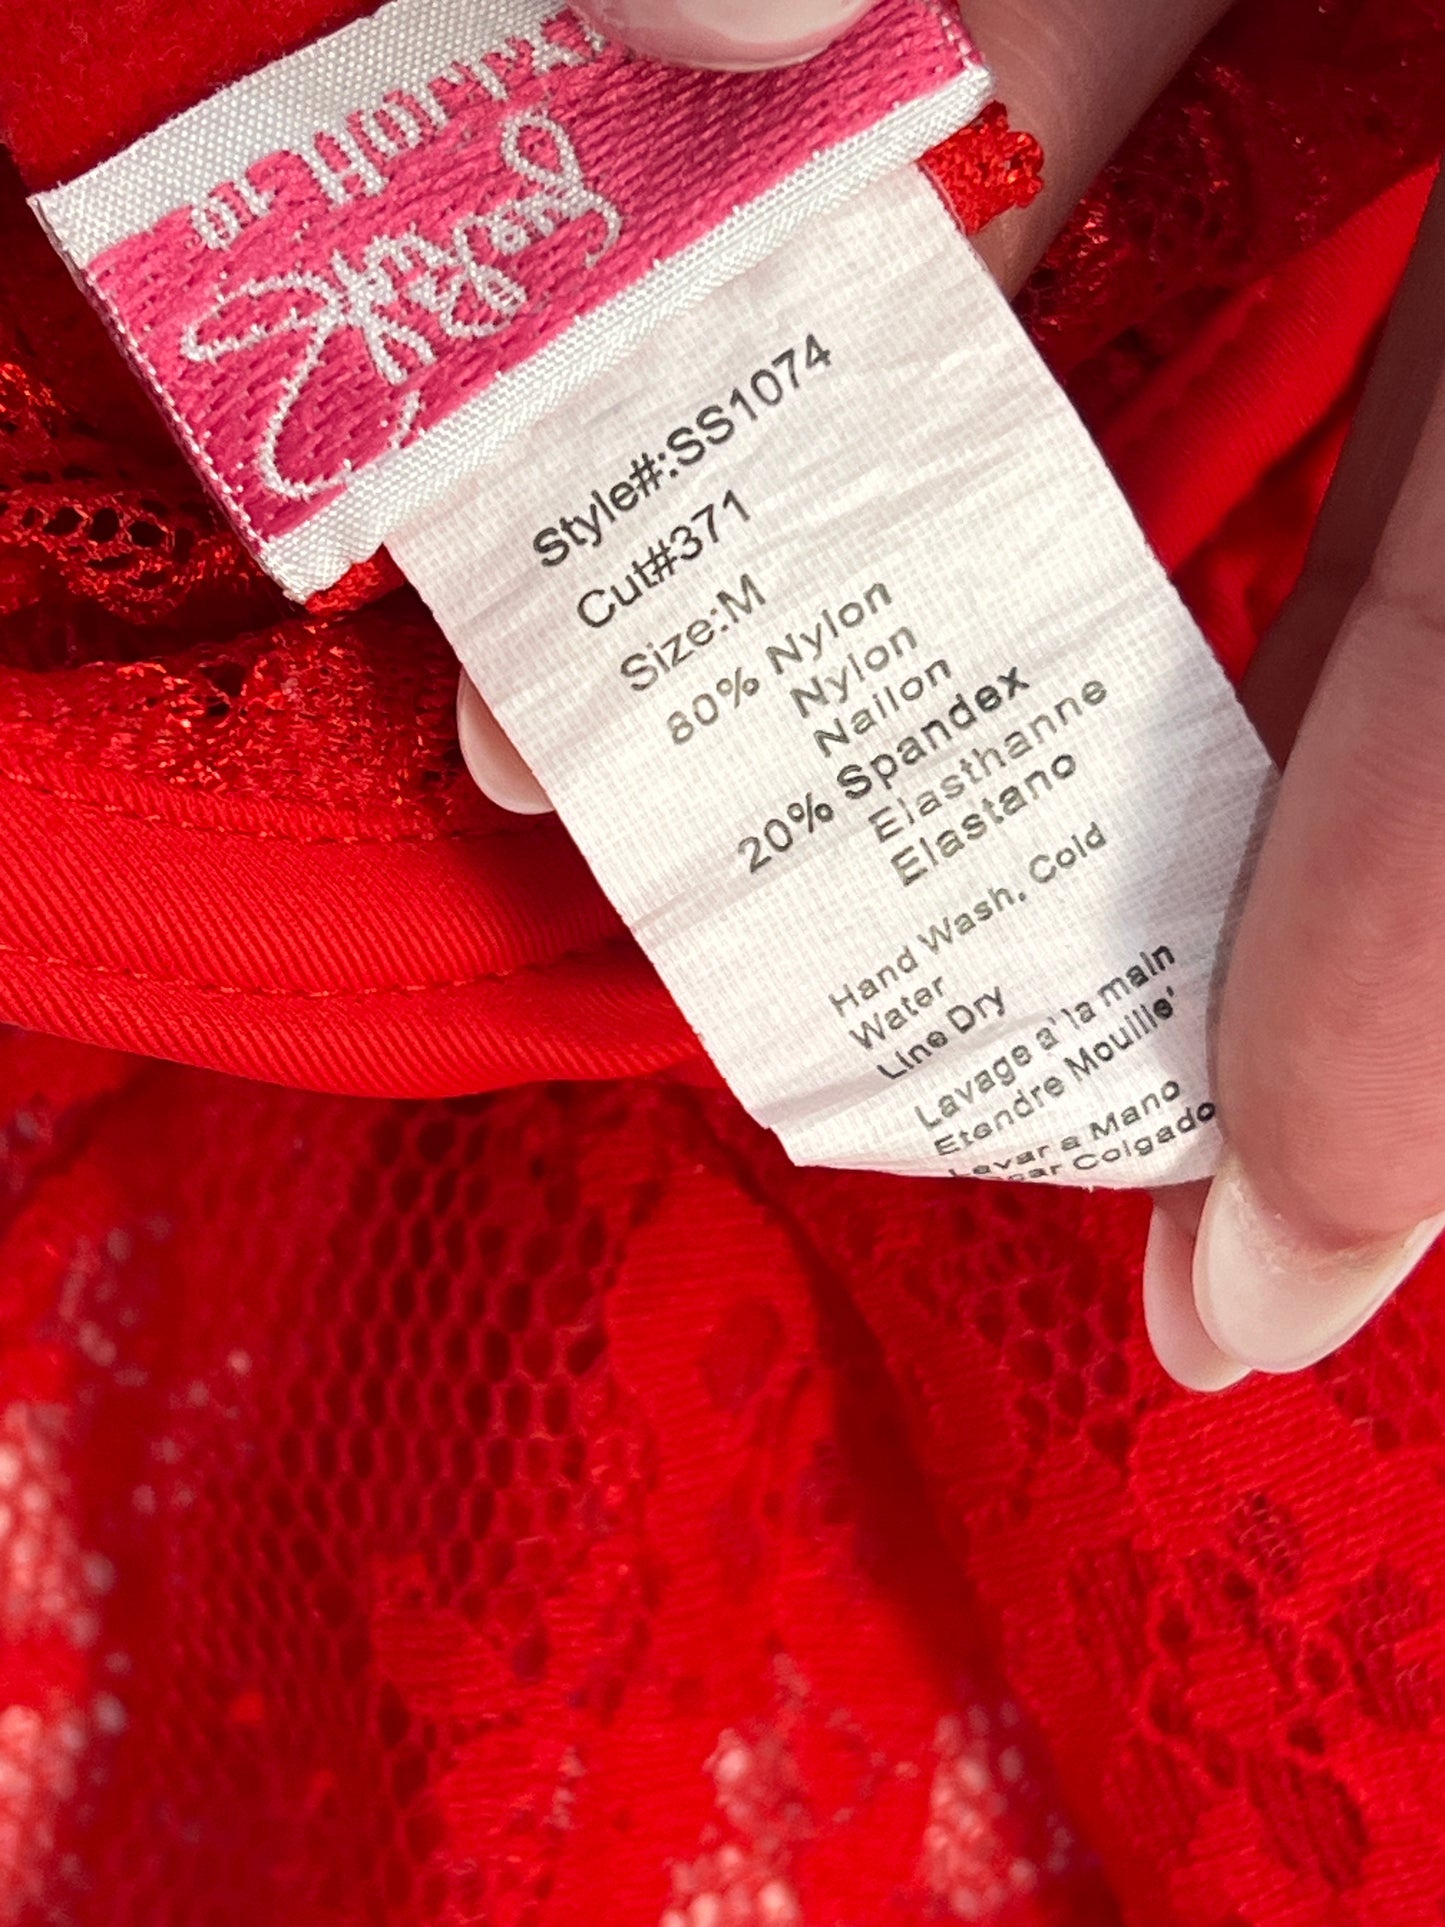 Style#:SS1074
Cut#371
Size:M
80% Nylon
Nylon
Nailon
20% Spandex
Elasthanne
Elastano
Hand Wash, Cold
Water
Line Dry
Lavage a' la main
Etendre Mouille'
Lavar a Mano
Colgado